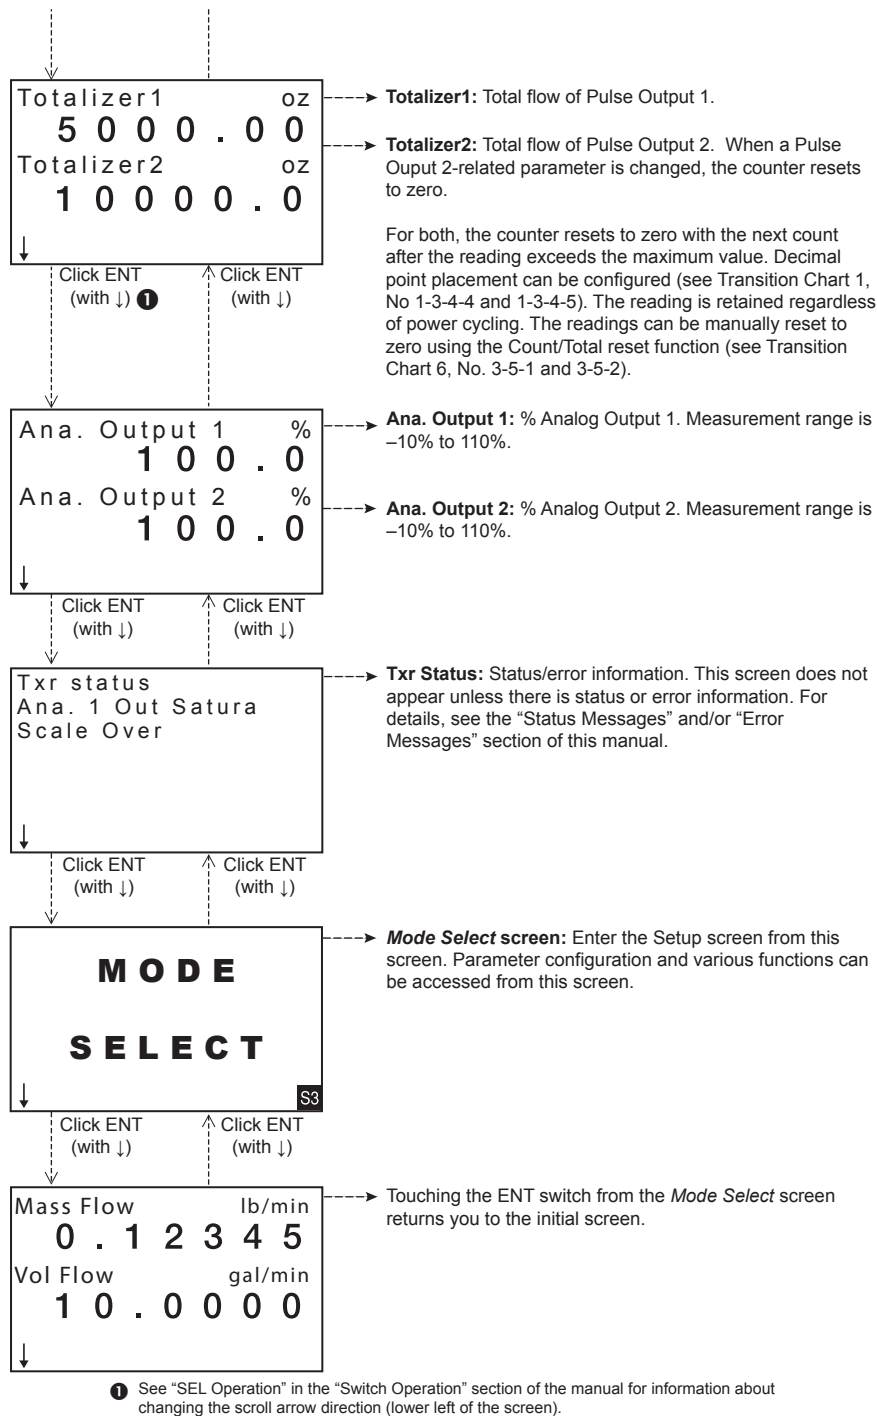 Totalizer1 oz
5000.00
Totalizer2 oz
10000.0
↓
Totalizer1: Total flow of Pulse Output 1.
Totalizer2: Total flow of Pulse Output 2. When a Pulse
Ouput 2-related parameter is changed, the counter resets
to zero.
For both, the counter resets to zero with the next count
after the reading exceeds the maximum value. Decimal
point placement can be configured (see Transition Chart 1,
No 1-3-4-4 and 1-3-4-5). The reading is retained regardless
of power cycling. The readings can be manually reset to
zero using the Count/Total reset function (see Transition
Chart 6, No. 3-5-1 and 3-5-2).
Click ENT
(with ↓) ❶
Click ENT
(with ↓)
Ana. Output 1 %
100.0
Ana. Output 2 %
100.0
↓
Ana. Output 1: % Analog Output 1. Measurement range is
–10% to 110%.
Ana. Output 2: % Analog Output 2. Measurement range is
–10% to 110%.
Click ENT
(with ↓)
Click ENT
(with ↓)
Txr status
Ana. 1 Out Satura
Scale Over
↓
Txr Status: Status/error information. This screen does not
appear unless there is status or error information. For
details, see the “Status Messages” and/or “Error
Messages” section of this manual.
Click ENT
(with ↓)
Click ENT
(with ↓)
MODE
SELECT
↓
S3
Mode Select screen: Enter the Setup screen from this
screen. Parameter configuration and various functions can
be accessed from this screen.
Click ENT
(with ↓)
Click ENT
(with ↓)
Mass Flow lb/min
0.12345
Vol Flow gal/min
10.0000
↓
Touching the ENT switch from the Mode Select screen
returns you to the initial screen.
❶ See “SEL Operation” in the “Switch Operation” section of the manual for information about
changing the scroll arrow direction (lower left of the screen).